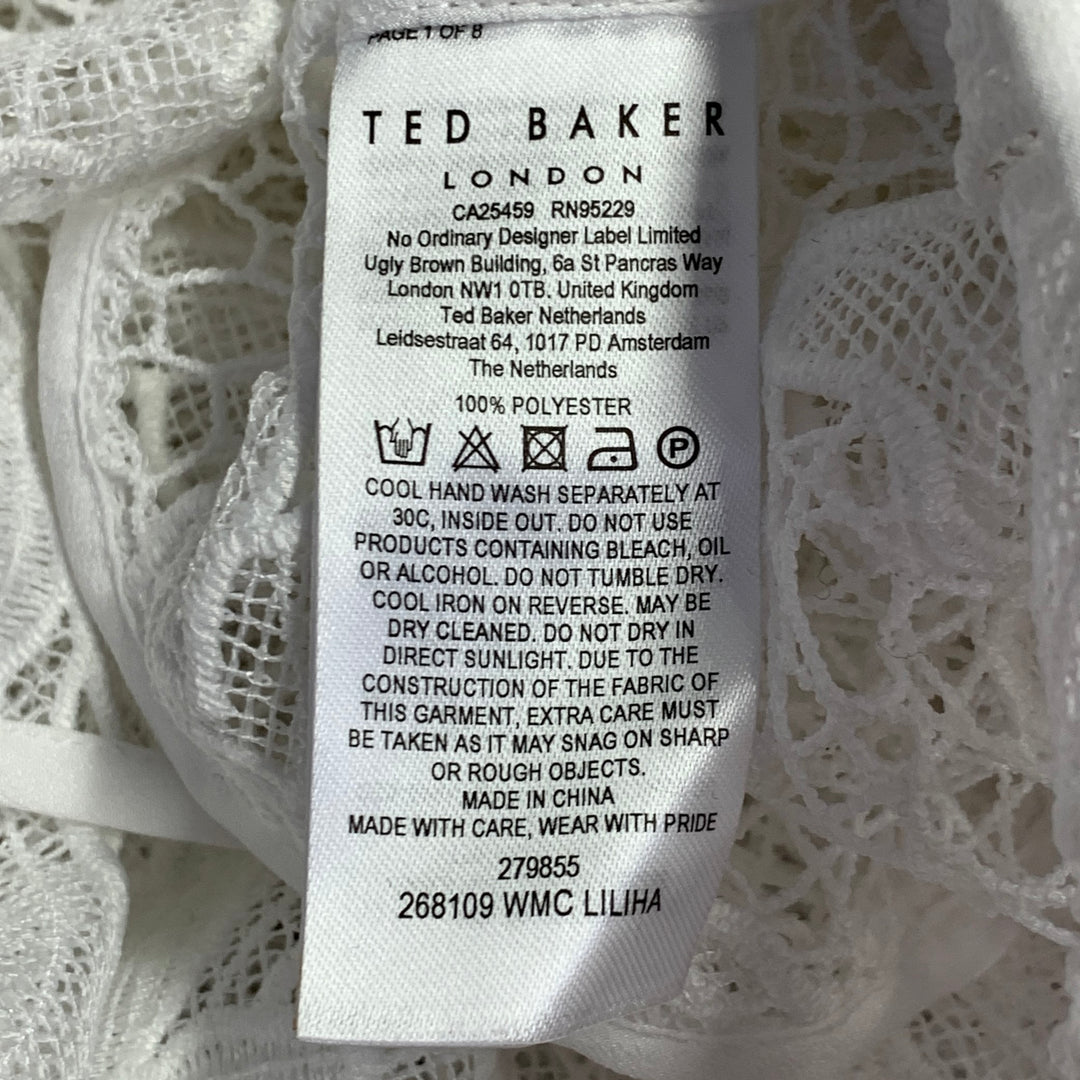 PAGE 1 OF 8
TED BAKER
LONDON
CA25459 RN95229
No Ordinary Designer Label Limited
Ugly Brown Building, 6a St Pancras Way
London NW1 0TB. United Kingdom
Ted Baker Netherlands
Leidsestraat 64, 1017 PD Amsterdam
The Netherlands
100% POLYESTER
P
COOL HAND WASH SEPARATELY AT
30C, INSIDE OUT. DO NOT USE
PRODUCTS CONTAINING BLEACH, OIL
OR ALCOHOL. DO NOT TUMBLE DRY.
COOL IRON ON REVERSE. MAY BE
DRY CLEANED. DO NOT DRY IN
DIRECT SUNLIGHT. DUE TO THE
CONSTRUCTION OF THE FABRIC OF
THIS GARMENT, EXTRA CARE MUST
BE TAKEN AS IT MAY SNAG ON SHARP
OR ROUGH OBJECTS.
MADE IN CHINA
MADE WITH CARE, WEAR WITH PRIDE
279855
268109 WMC LILIHA